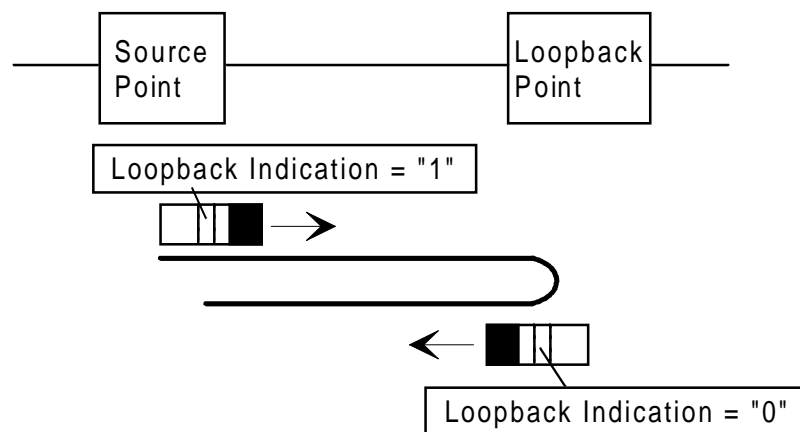 Source
Point
Loopback
Point
Loopback Indication = "1"
Loopback Indication = "0"